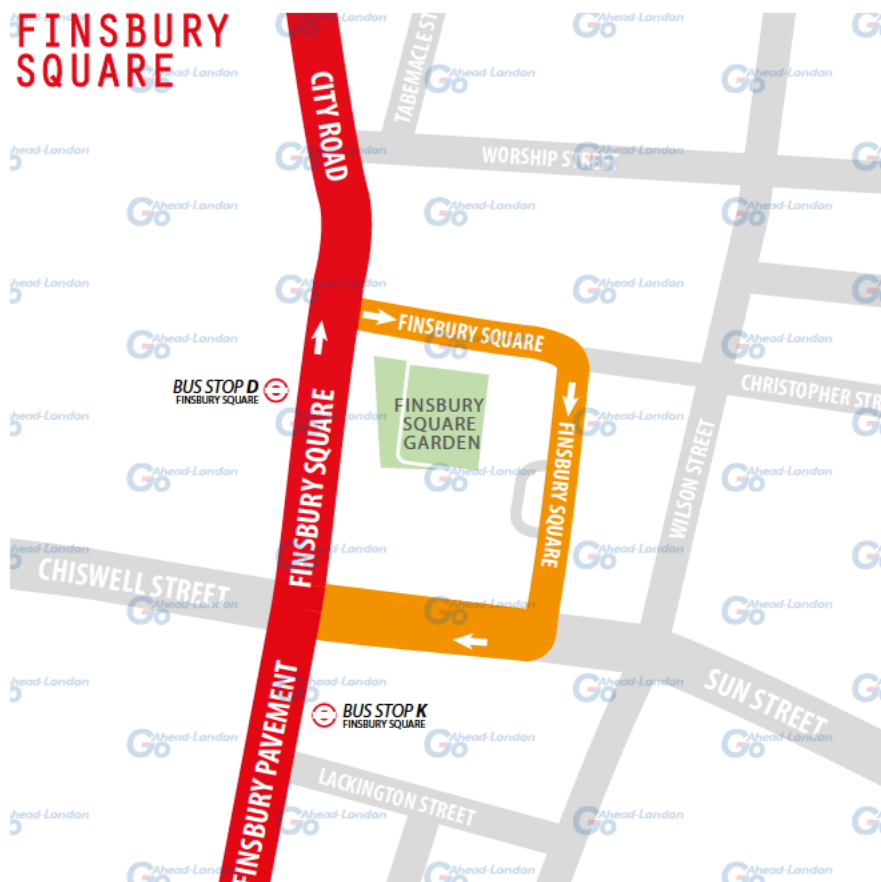 FINSBURY
SQUARE
CITY ROAD
TABEMACLE ST
WORSHIP STREET
FINSBURY SQUARE
BUS STOP D
FINSBURY SQUARE
FINSBURY
SQUARE
GARDEN
CHRISTOPHER STR
FINSBURY SQUARE
FINSBURY SQUARE
WILSON STREET
CHISWELL STREET
SUN STREET
BUS STOP K
FINSBURY SQUARE
FINSBURY PAVEMENT
LACKINGTON STREET
Go Ahead-London